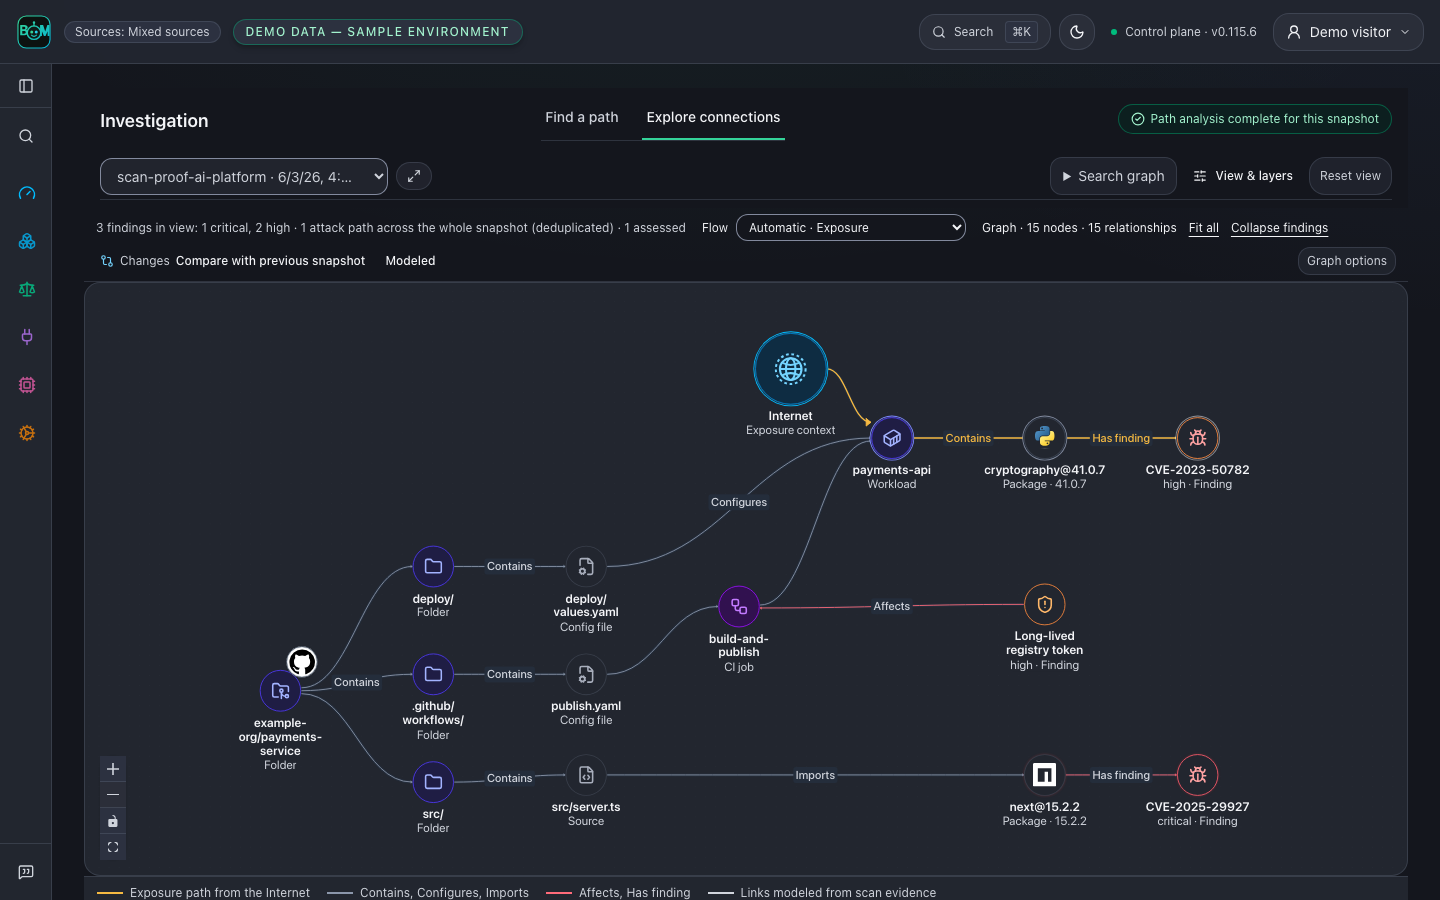 BOM
Sources: Mixed sources
DEMO DATA — SAMPLE ENVIRONMENT
Search ⌘K
Control plane · v0.115.6
Demo visitor
Investigation
Find a path
Explore connections
Path analysis complete for this snapshot
scan-proof-ai-platform · 6/3/26, 4:...
Search graph
View & layers
Reset view
3 findings in view: 1 critical, 2 high · 1 attack path across the whole snapshot (deduplicated) · 1 assessed
Flow
Automatic · Exposure
Graph · 15 nodes · 15 relationships
Fit all
Collapse findings
Changes
Compare with previous snapshot
Modeled
Graph options
Internet
Exposure context
Contains
Has finding
payments-api
Workload
cryptography@41.0.7
Package · 41.0.7
CVE-2023-50782
high · Finding
Configures
Contains
deploy/
Folder
deploy/
values.yaml
Config file
Affects
build-and-
publish
CI job
Long-lived
registry token
high · Finding
Contains
Contains
.github/
workflows/
Folder
publish.yaml
Config file
example-
org/payments-
service
Folder
Contains
Imports
Has finding
src/
Folder
src/server.ts
Source
next@15.2.2
Package · 15.2.2
CVE-2025-29927
critical · Finding
Exposure path from the Internet
Contains, Configures, Imports
Affects, Has finding
Links modeled from scan evidence